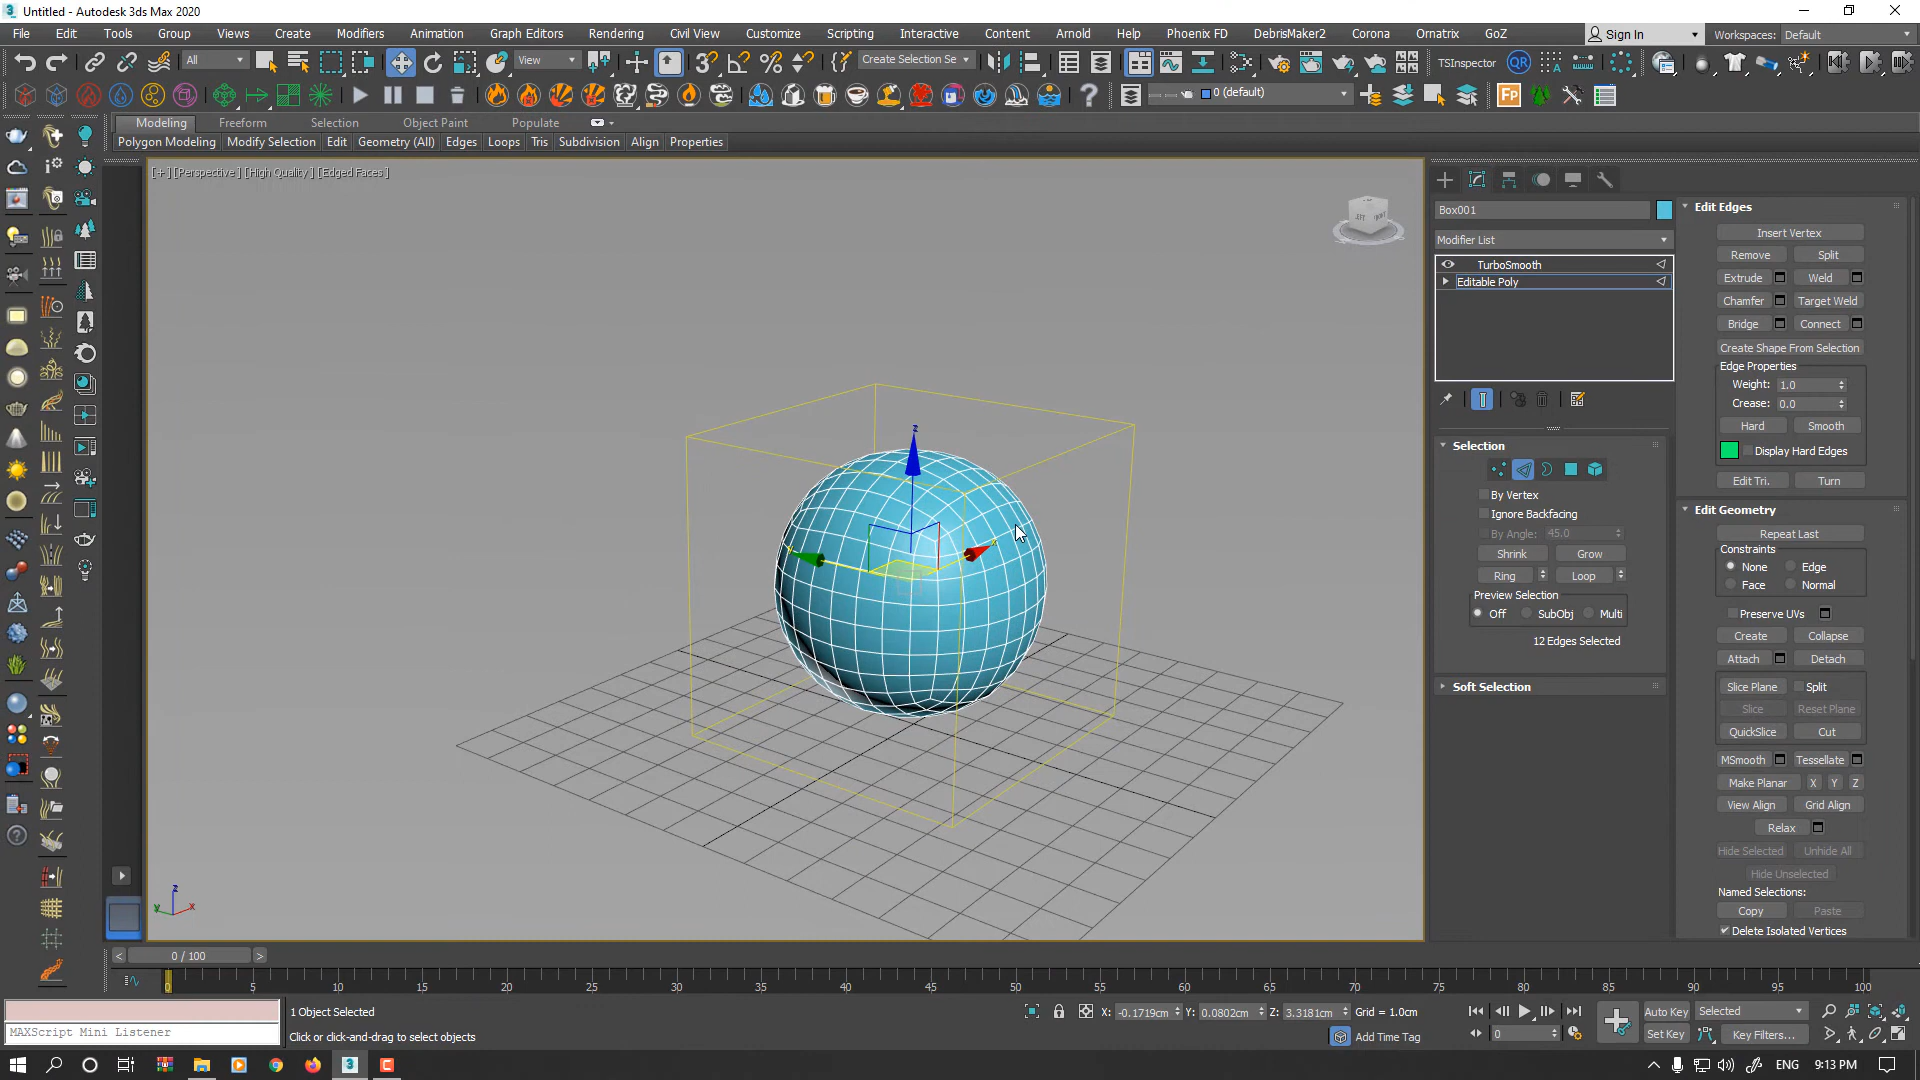 Untitled - Autodesk 3ds Max 2020
File Edit Tools Group Views Create Modifiers Animation Graph Editors Rendering Civil View Customize Scripting Interactive Content Arnold Help Phoenix FD DebrisMaker2 Corona Ornatrix GoZ Sign In Workspaces: Default
All View Create Selection Se TSInspector QR
0 (default) FP
Modeling Freeform Selection Object Paint Populate
Polygon Modeling Modify Selection Edit Geometry (All) Edges Loops Tris Subdivision Align Properties
[+] [Perspective] [High Quality] [Edged Faces]
Box001
Modifier List
TurboSmooth
Editable Poly
Selection
By Vertex
Ignore Backfacing
By Angle: 45.0
Shrink Grow
Ring Loop
Preview Selection
Off SubObj Multi
12 Edges Selected
Soft Selection
Edit Edges
Insert Vertex
Remove Split
Extrude Weld
Chamfer Target Weld
Bridge Connect
Create Shape From Selection
Edge Properties
Weight: 1.0
Crease: 0.0
Hard Smooth
Display Hard Edges
Edit Tri. Turn
Edit Geometry
Repeat Last
Constraints
None Edge
Face Normal
Preserve UVs
Create Collapse
Attach Detach
Slice Plane Split
Slice Reset Plane
QuickSlice Cut
MSmooth Tessellate
Make Planar X Y Z
View Align Grid Align
Relax
Hide Selected Unhide All
Hide Unselected
Named Selections:
Copy Paste
Delete Isolated Vertices
z
x
z
y x
< 0 / 100 >
0 5 10 15 20 25 30 35 40 45 50 55 60 65 70 75 80 85 90 95 100
1 Object Selected X: -0.1719cm Y: 0.0802cm Z: 3.3181cm Grid = 1.0cm Auto Key Selected
MAXScript Mini Listener Click or click-and-drag to select objects Add Time Tag 0 Set Key Key Filters...
3 C ENG 9:13 PM